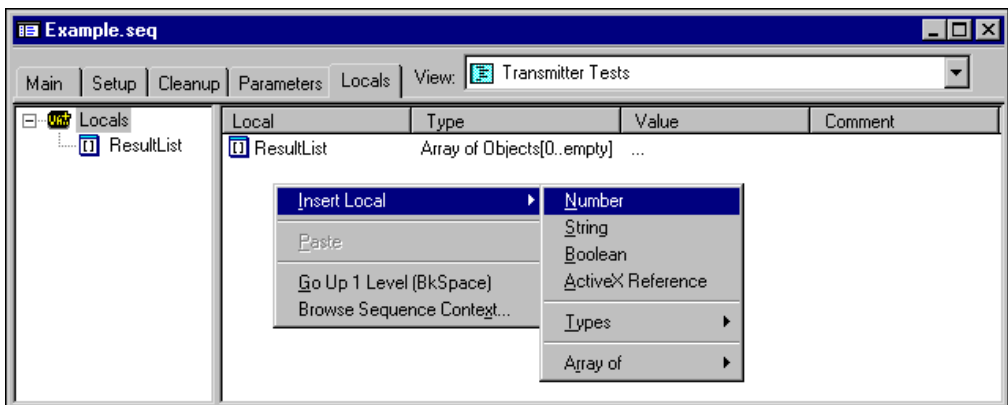 Example.seq
Main Setup Cleanup Parameters Locals View: Transmitter Tests
Locals Local Type Value Comment
ResultList ResultList Array of Objects[0..empty] ...
Insert Local Number
String
Paste Boolean
Go Up 1 Level (BkSpace) ActiveX Reference
Browse Sequence Context...
Types
Array of